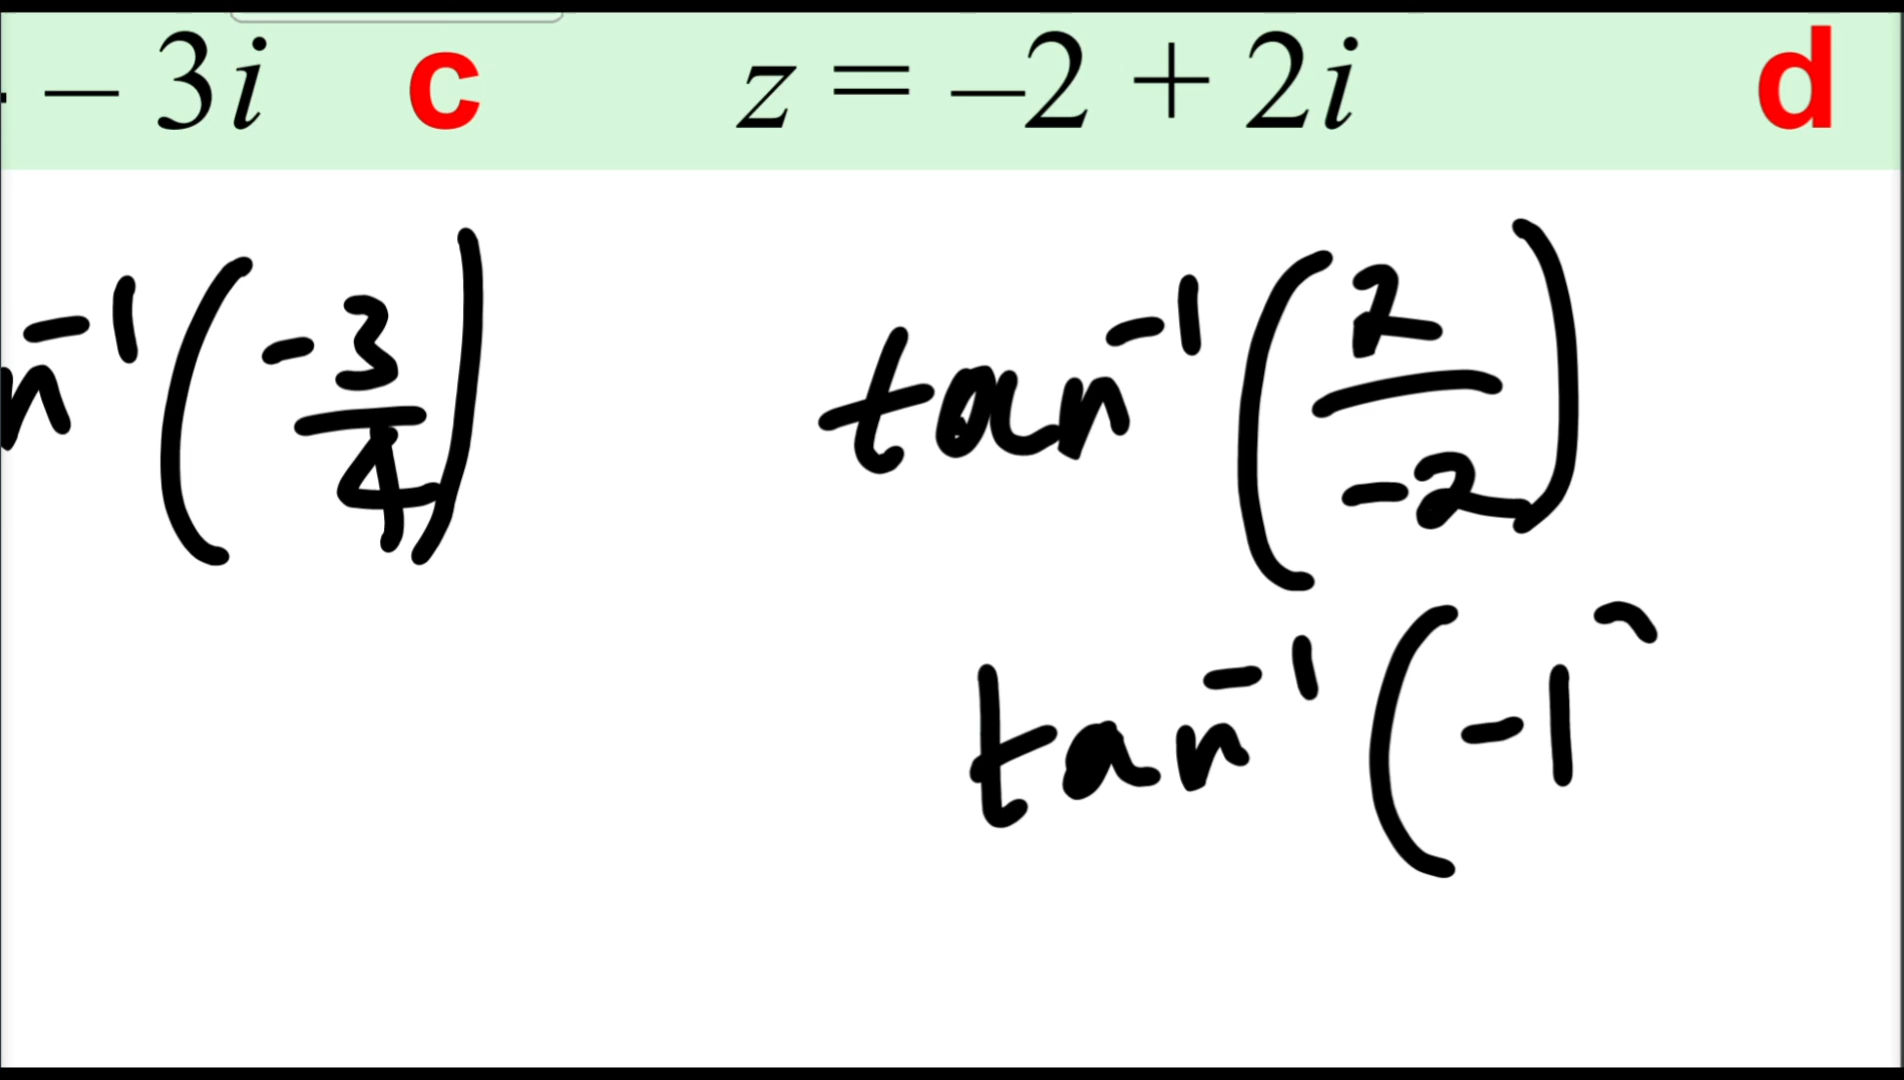 – 3i c z = –2 + 2i d
n⁻¹(-3/4) tan⁻¹(2/-2)
tan⁻¹(-1